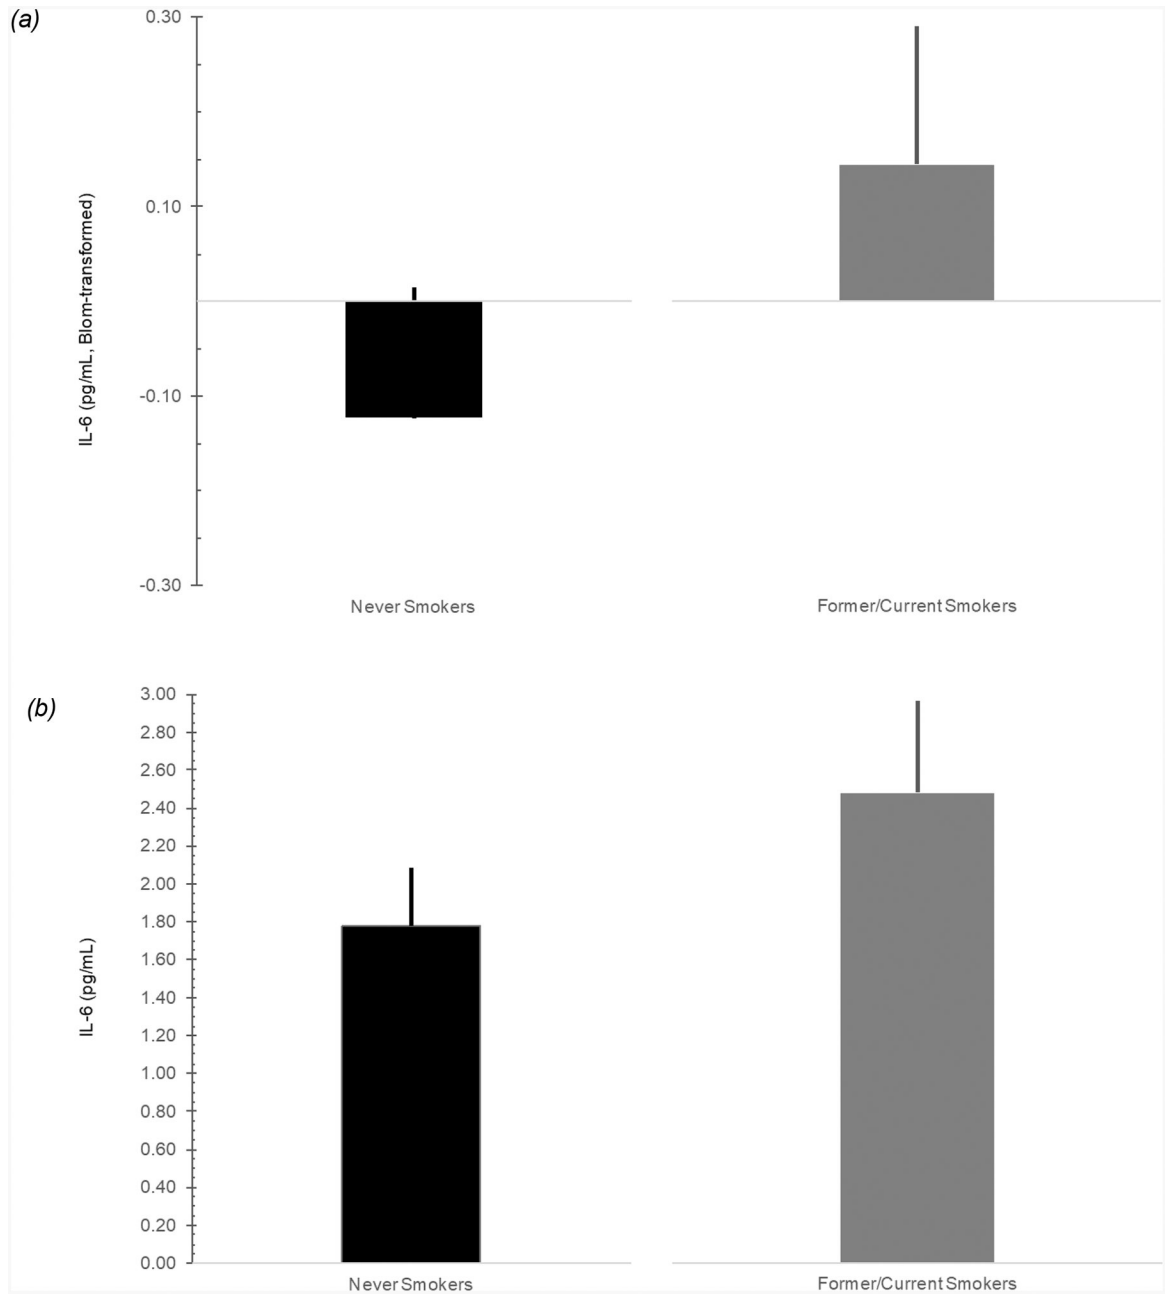 (a)
0.30
0.10
-0.10
-0.30
IL-6 (pg/mL, Blom-transformed)
Never Smokers
Former/Current Smokers
(b)
3.00
2.80
2.60
2.40
2.20
2.00
1.80
1.60
1.40
1.20
1.00
0.80
0.60
0.40
0.20
0.00
IL-6 (pg/mL)
Never Smokers
Former/Current Smokers